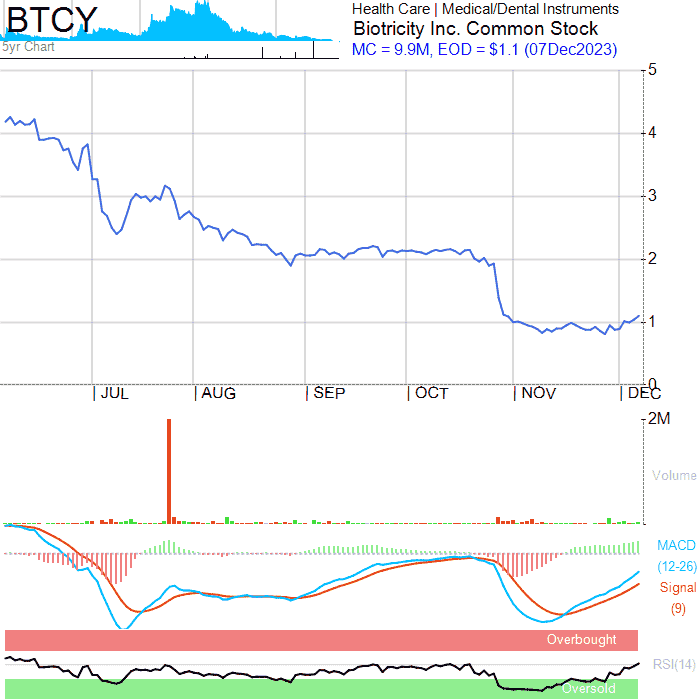 BTCY
5yr Chart
Health Care | Medical/Dental Instruments
Biotricity Inc. Common Stock
MC = 9.9M, EOD = $1.1 (07Dec2023)
5
4
3
2
1
0
JUL
AUG
SEP
OCT
NOV
DEC
2M
Volume
MACD
(12-26)
Signal
(9)
Overbought
RSI(14)
Oversold